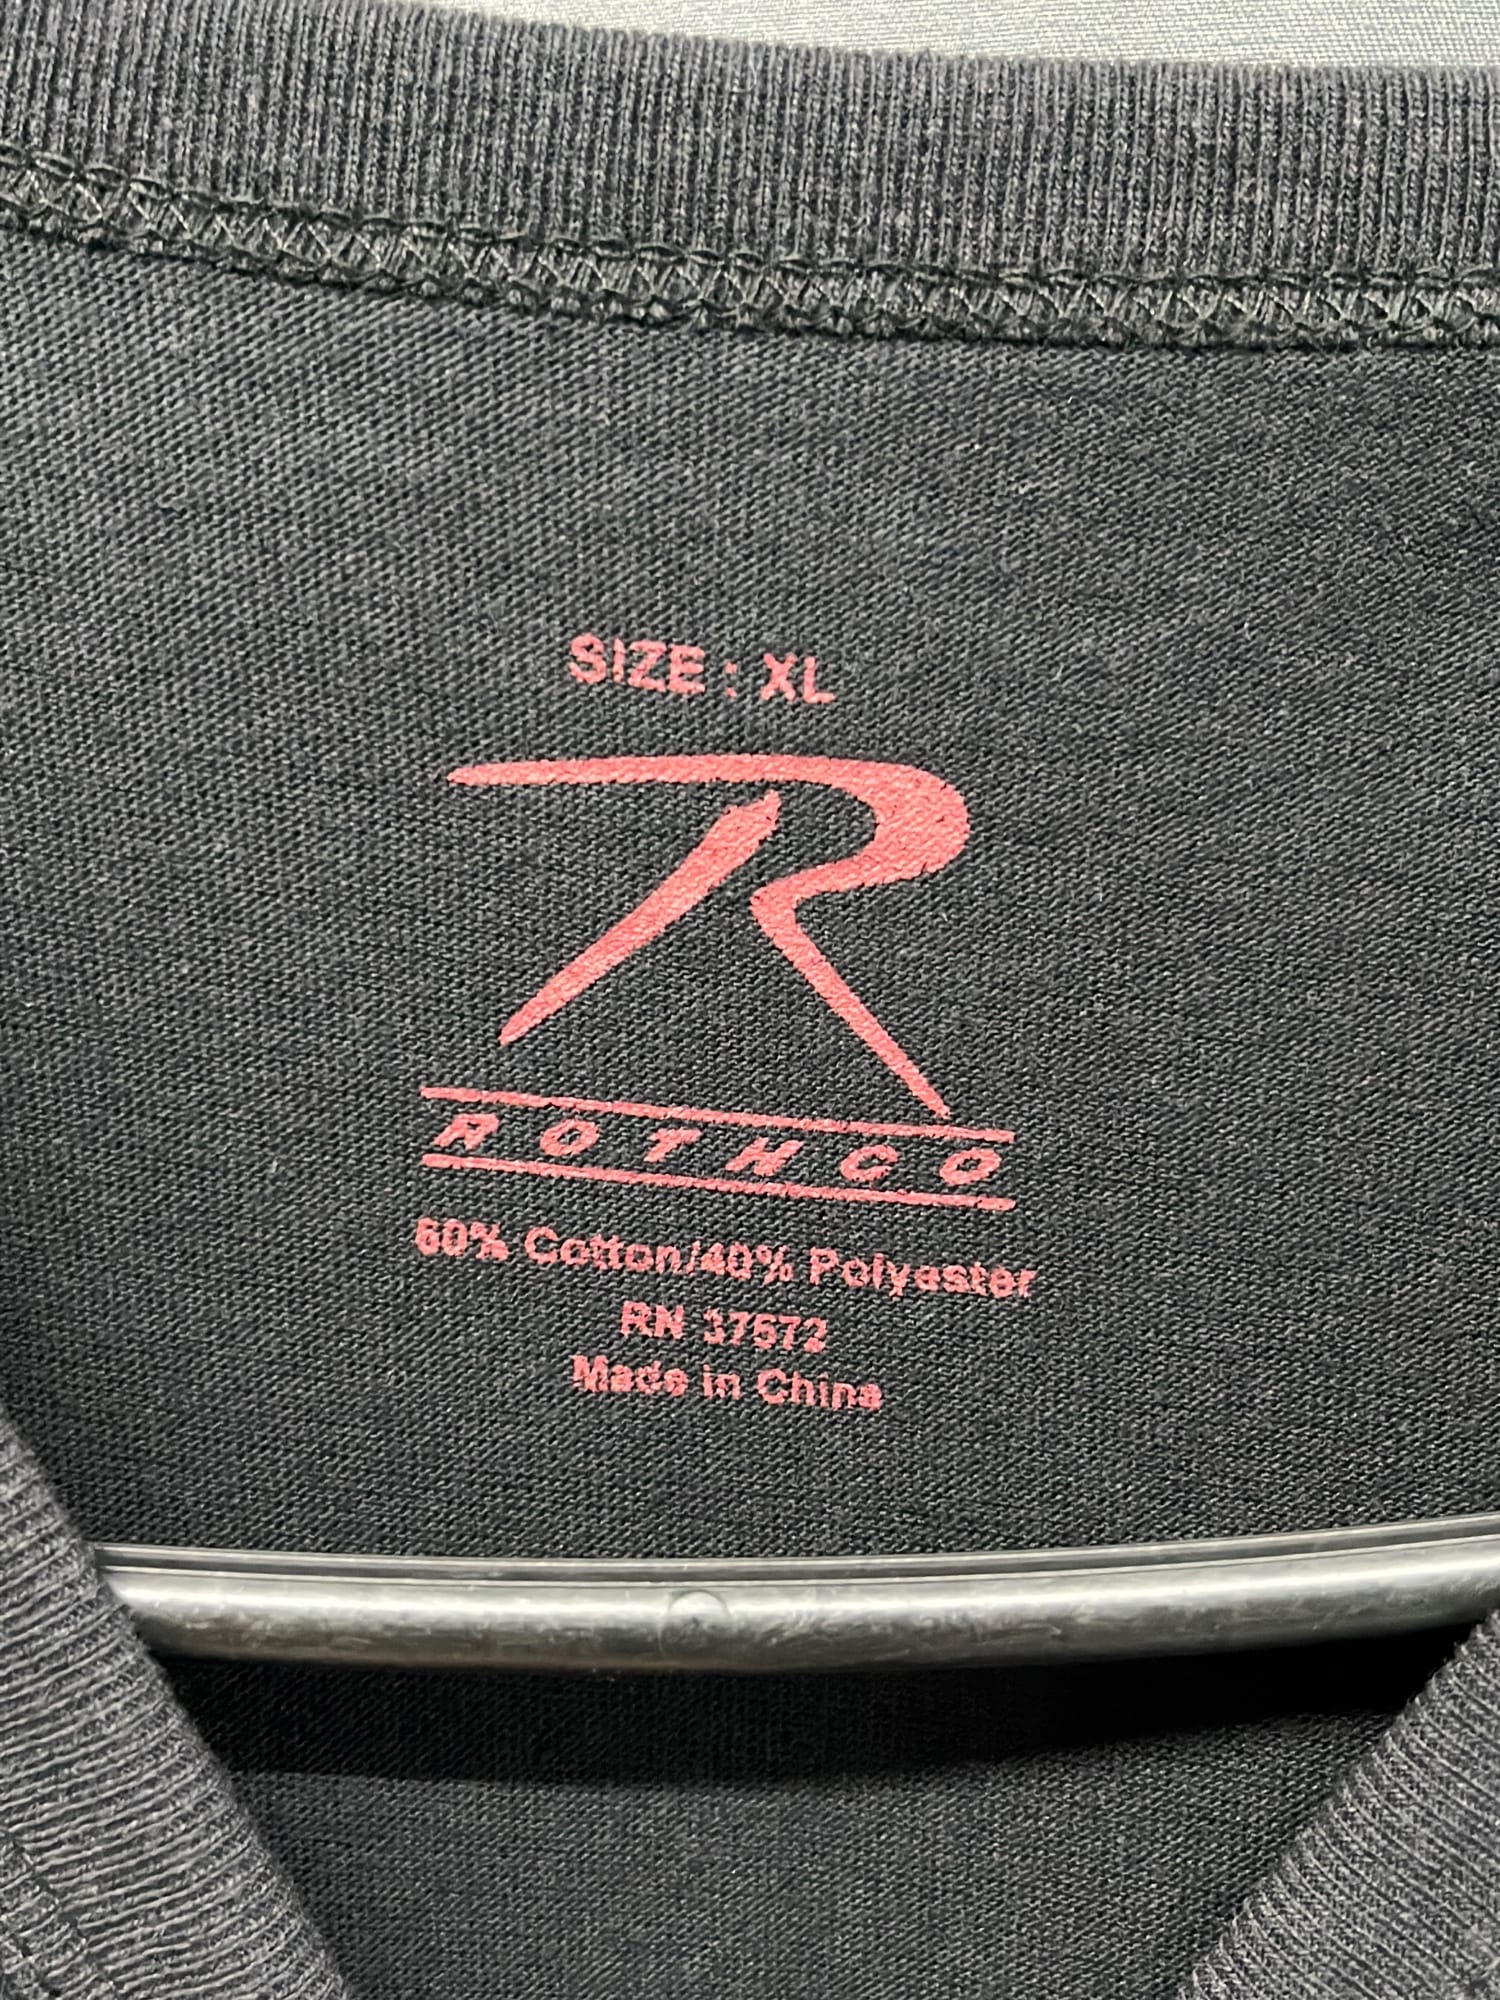 SIZE : XL
R
ROTHCO
60% Cotton/40% Polyester
RN 37572
Made in China